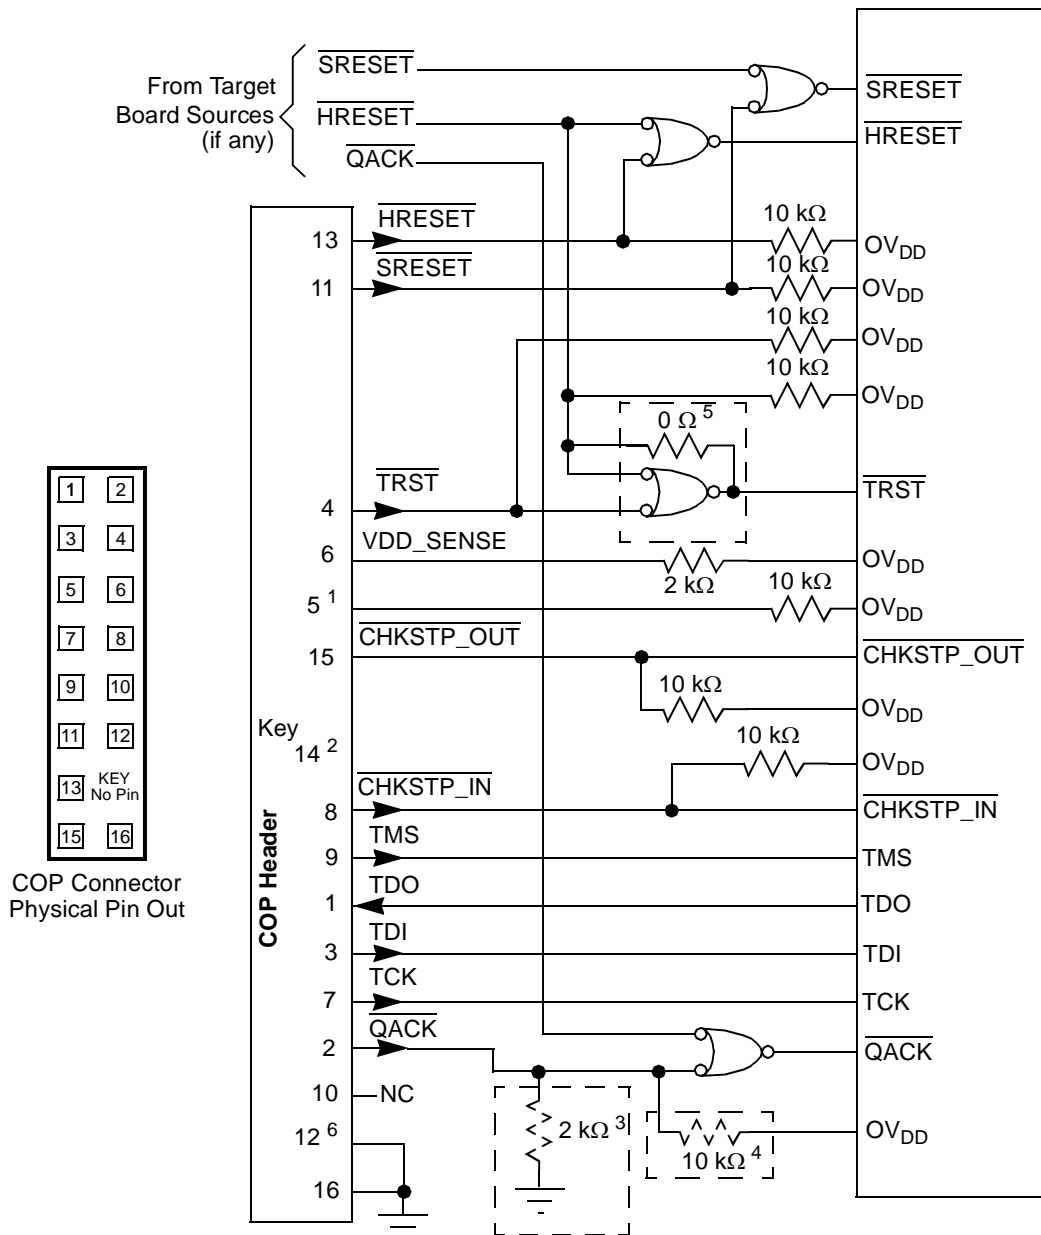 From Target
Board Sources
(if any)
SRESET
HRESET
QACK
SRESET
HRESET
13
HRESET
10 kΩ
OVDD
11
SRESET
10 kΩ
OVDD
10 kΩ
OVDD
10 kΩ
OVDD
0 Ω 5
4
TRST
TRST
6
VDD_SENSE
2 kΩ
OVDD
5 1
10 kΩ
OVDD
15
CHKSTP_OUT
CHKSTP_OUT
10 kΩ
OVDD
Key
14 2
10 kΩ
OVDD
8
CHKSTP_IN
CHKSTP_IN
9
TMS
TMS
1
TDO
TDO
3
TDI
TDI
7
TCK
TCK
2
QACK
QACK
10
NC
12 6
2 kΩ 3
10 kΩ 4
OVDD
16
COP Header
1 2
3 4
5 6
7 8
9 10
11 12
13 KEY
No Pin
15 16
COP Connector
Physical Pin Out